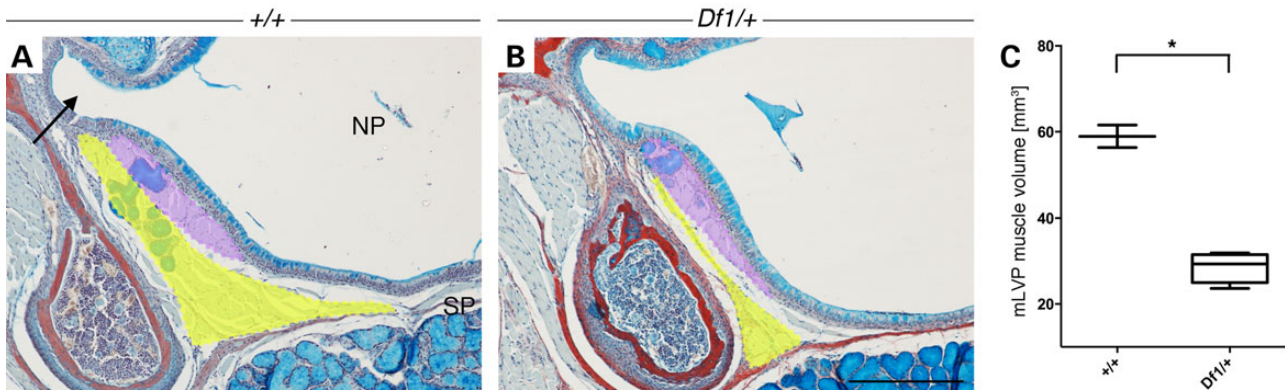 +/+
Df1/+
A
B
C
NP
SP
mLVP muscle volume [mm³]
80
60
40
20
*
+/+
Df1/+